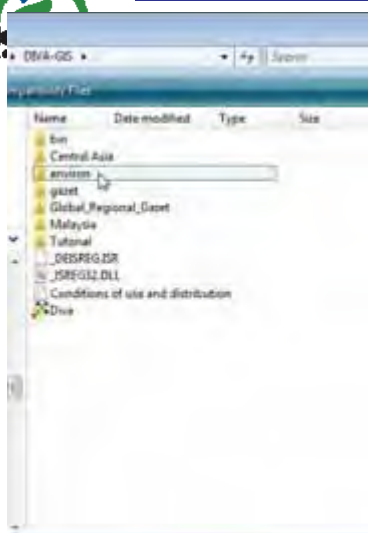 DIVA-GIS
Search
Name Date modified Type Size
bin
Central Asia
environ
gazet
Global_Regional_Gazet
Malaysia
Tutorial
_DEISREG.ISR
_ISREG32.DLL
Conditions of use and distribution
Diva